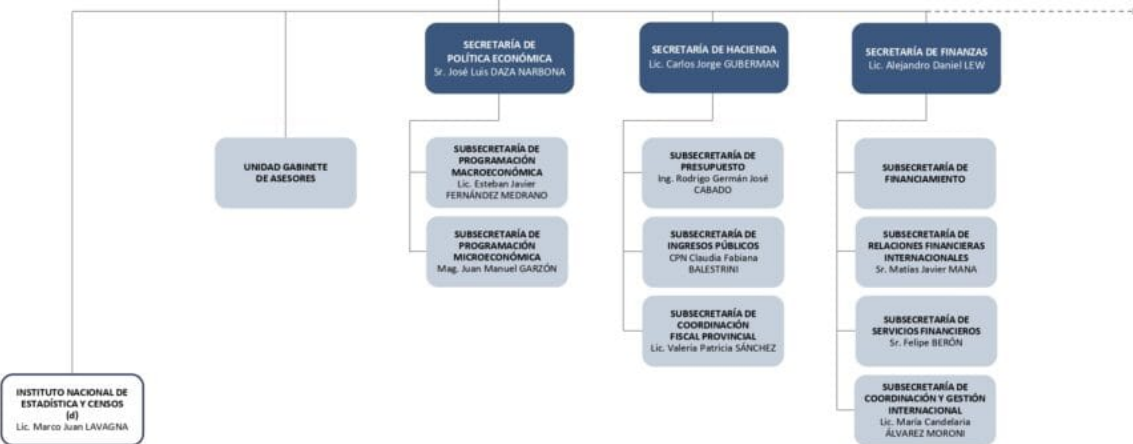 SECRETARÍA DE
POLÍTICA ECONÓMICA
Sr. José Luis DAZA NARBONA
SECRETARÍA DE HACIENDA
Lic. Carlos Jorge GUBERMAN
SECRETARÍA DE FINANZAS
Lic. Alejandro Daniel LEW
UNIDAD GABINETE
DE ASESORES
SUBSECRETARÍA DE
PROGRAMACIÓN
MACROECONÓMICA
Lic. Esteban Javier
FERNÁNDEZ MEDRANO
SUBSECRETARÍA DE
PROGRAMACIÓN
MICROECONÓMICA
Mag. Juan Manuel GARZÓN
SUBSECRETARÍA DE
PRESUPUESTO
Ing. Rodrigo Germán José
CABADO
SUBSECRETARÍA DE
INGRESOS PÚBLICOS
CPN Claudia Fabiana
BALESTRINI
SUBSECRETARÍA DE
COORDINACIÓN
FISCAL PROVINCIAL
Lic. Valeria Patricia SÁNCHEZ
SUBSECRETARÍA DE
FINANCIAMIENTO
SUBSECRETARÍA DE
RELACIONES FINANCIERAS
INTERNACIONALES
Sr. Matías Javier MANA
SUBSECRETARÍA DE
SERVICIOS FINANCIEROS
Sr. Felipe BERÓN
SUBSECRETARÍA DE
COORDINACIÓN Y GESTIÓN
INTERNACIONAL
Lic. María Candelaria
ÁLVAREZ MORONI
INSTITUTO NACIONAL DE
ESTADÍSTICA Y CENSOS
(d)
Lic. Marco Juan LAVAGNA